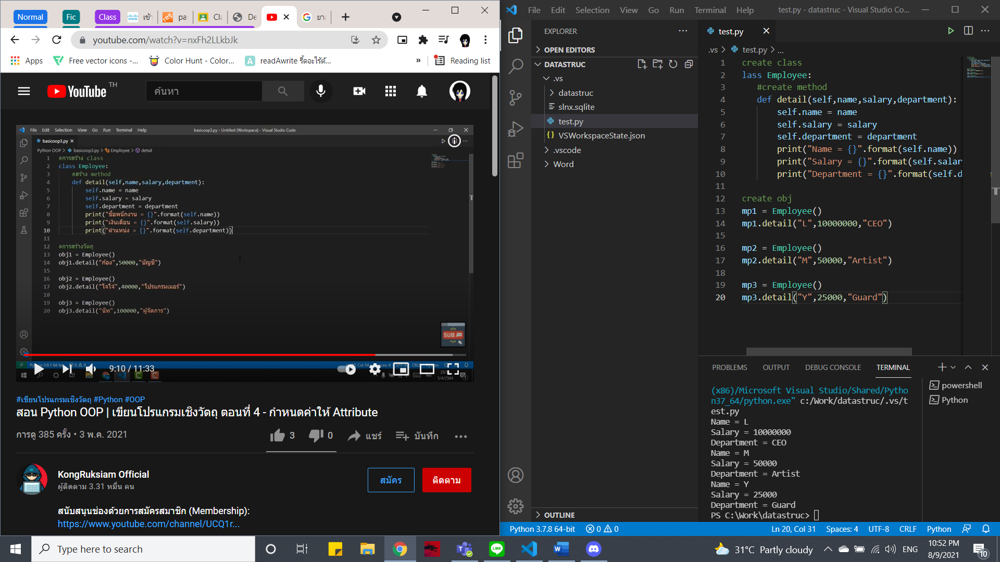 Normal
Fic
Class
เข้า
pa
Cla
De
ยา
youtube.com/watch?v=nxFh2LLkbJk
Apps
Free vector icons -...
Color Hunt - Color...
readAwrite รี้ดอะไร้ต์...
»
Reading list
YouTube TH
ค้นหา
File Edit Selection View Go Run Terminal Help basicoop3.py - Untitled (Workspace) - Visual Studio Code
basicoop3.py
Python OOP > basicoop3.py > Employee > detail
1 #การสร้าง class
2 class Employee:
3 #สร้าง method
4 def detail(self,name,salary,department):
5 self.name = name
6 self.salary = salary
7 self.department = department
8 print("ชื่อพนักงาน = {}".format(self.name))
9 print("เงินเดือน = {}".format(self.salary))
10 print("ตำแหน่ง = {}".format(self.department))
11
12 #การสร้างวัตถุ
13 obj1 = Employee()
14 obj1.detail("ก้อง",50000,"บัญชี")
15
16 obj2 = Employee()
17 obj2.detail("โจโจ้",40000,"โปรแกรมเมอร์")
18
19 obj3 = Employee()
20 obj3.detail("นัท",100000,"ผู้จัดการ")
SUB
9:10 / 11:33
5/4/2564
#เขียนโปรแกรมเชิงวัตถุ #Python #OOP
สอน Python OOP | เขียนโปรแกรมเชิงวัตถุ ตอนที่ 4 - กำหนดค่าให้ Attribute
การดู 385 ครั้ง • 3 พ.ค. 2021
3
0
แชร์
บันทึก
KongRuksiam Official
ผู้ติดตาม 3.31 หมื่น คน
สมัคร
ติดตาม
สนับสนุนช่องด้วยการสมัครสมาชิก (Membership):
https://www.youtube.com/channel/UCQ1r...
File Edit Selection View Go Run Terminal Help test.py - datastruc - Visual Studio Co...
EXPLORER
OPEN EDITORS
DATASTRUC
.vs
datastruc
slnx.sqlite
test.py
VSWorkspaceState.json
.vscode
Word
OUTLINE
test.py
.vs > test.py > ...
1 create class
2 lass Employee:
3 #create method
4 def detail(self,name,salary,department):
5 self.name = name
6 self.salary = salary
7 self.department = department
8 print("Name = {}".format(self.name))
9 print("Salary = {}".format(self.salar
10 print("Department = {}".format(self.d
11
12 create obj
13 mp1 = Employee()
14 mp1.detail("L",10000000,"CEO")
15
16 mp2 = Employee()
17 mp2.detail("M",50000,"Artist")
18
19 mp3 = Employee()
20 mp3.detail("Y",25000,"Guard")
PROBLEMS OUTPUT DEBUG CONSOLE TERMINAL
powershell
Python
(x86)/Microsoft Visual Studio/Shared/Pytho
n37_64/python.exe" c:/Work/datastruc/.vs/t
est.py
Name = L
Salary = 10000000
Department = CEO
Name = M
Salary = 50000
Department = Artist
Name = Y
Salary = 25000
Department = Guard
PS C:\Work\datastruc>
Python 3.7.8 64-bit 0 0 Ln 20, Col 31 Spaces: 4 UTF-8 CRLF Python
Type here to search
LINE
31°C Partly cloudy
ENG
10:52 PM
8/9/2021
10